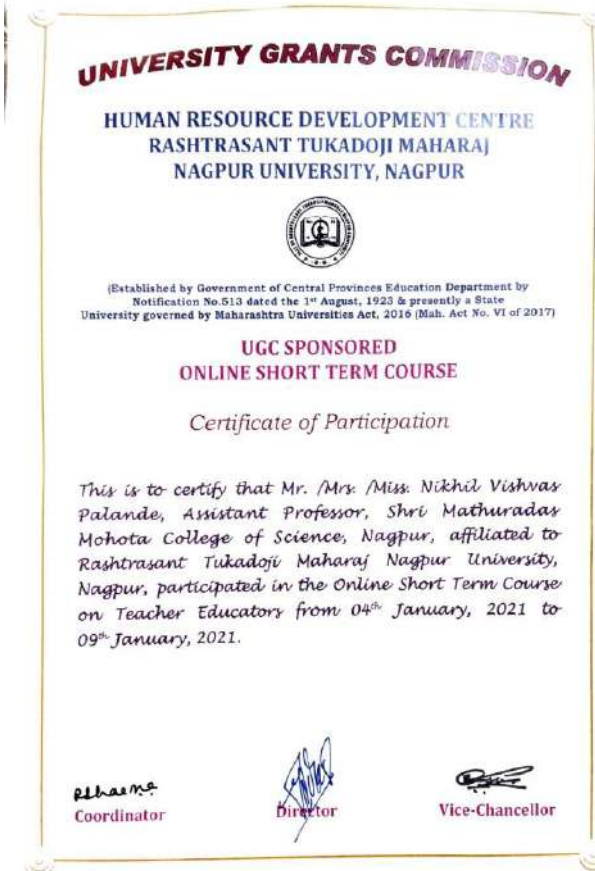 UNIVERSITY GRANTS COMMISSION
HUMAN RESOURCE DEVELOPMENT CENTRE
RASHTRASANT TUKADOJI MAHARAJ
NAGPUR UNIVERSITY, NAGPUR
(Established by Government of Central Provinces Education Department by
Notification No.513 dated the 1st August, 1923 & presently a State
University governed by Maharashtra Universities Act, 2016 (Mah. Act No. VI of 2017)
UGC SPONSORED
ONLINE SHORT TERM COURSE
Certificate of Participation
This is to certify that Mr. /Mrs. /Miss. Nikhil Vishvas
Palande, Assistant Professor, Shri Mathuradas
Mohota College of Science, Nagpur, affiliated to
Rashtrasant Tukadoji Maharaj Nagpur University,
Nagpur, participated in the Online Short Term Course
on Teacher Educators from 04th January, 2021 to
09th January, 2021.
Coordinator
Director
Vice-Chancellor